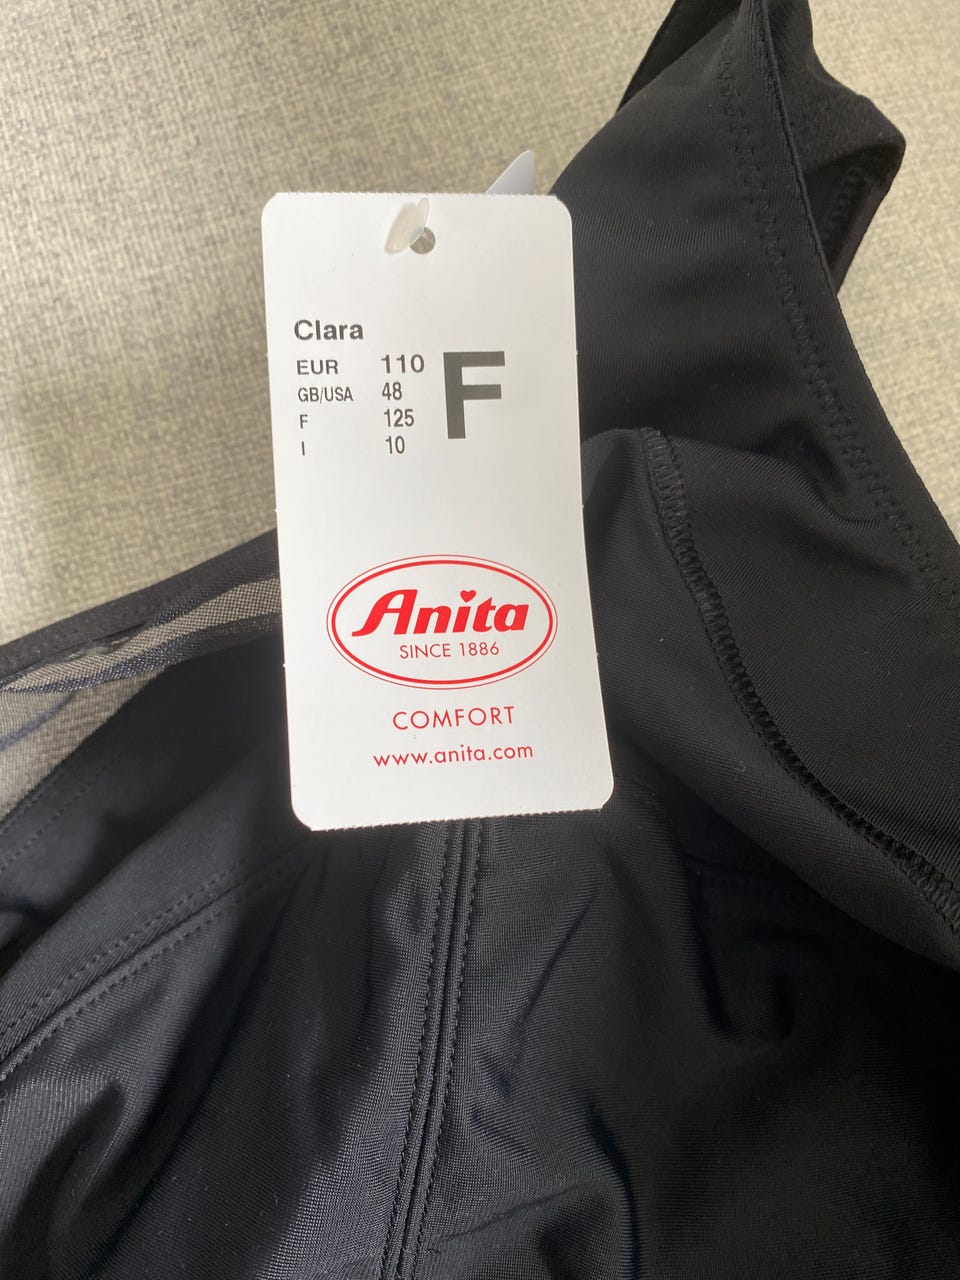 Clara
EUR 110 F
GB/USA 48
F 125
I 10
Anita
SINCE 1886
COMFORT
www.anita.com